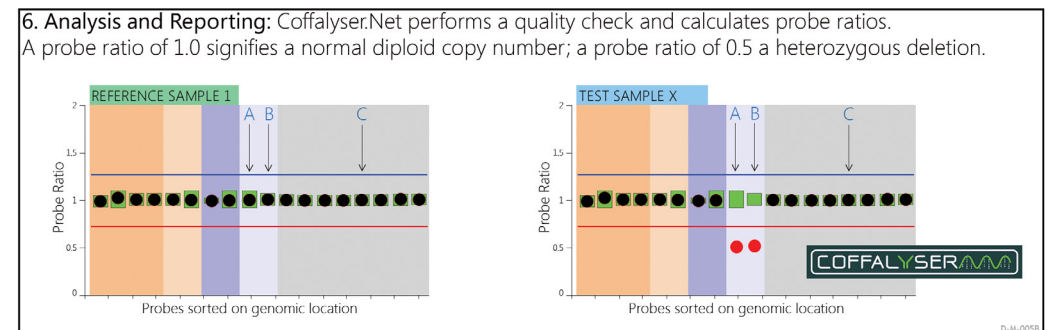 6. Analysis and Reporting: Coffalyser.Net performs a quality check and calculates probe ratios.
A probe ratio of 1.0 signifies a normal diploid copy number; a probe ratio of 0.5 a heterozygous deletion.
REFERENCE SAMPLE 1
A B C
2
1.5
1
0.5
0
Probe Ratio
Probes sorted on genomic location
TEST SAMPLE X
A B C
2
1.5
1
0.5
0
Probe Ratio
COFFALYSER
Probes sorted on genomic location
D-M-005B